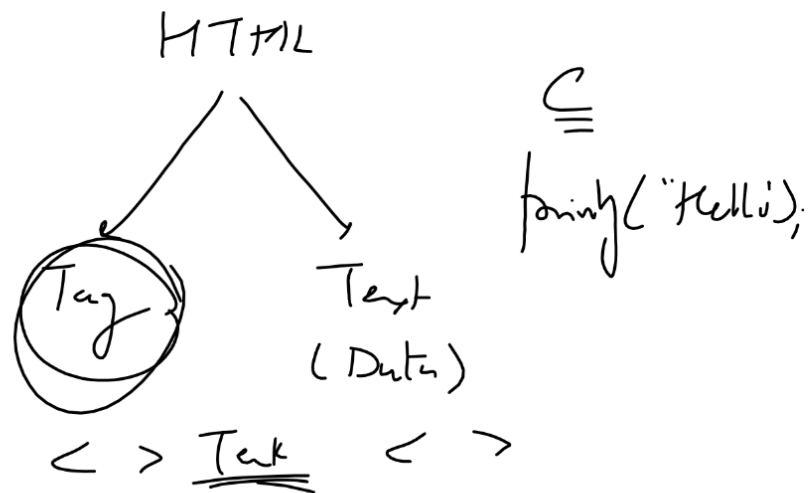 HTML
C
printf("Hello");
Tag
Text
(Data)
< > Text < >